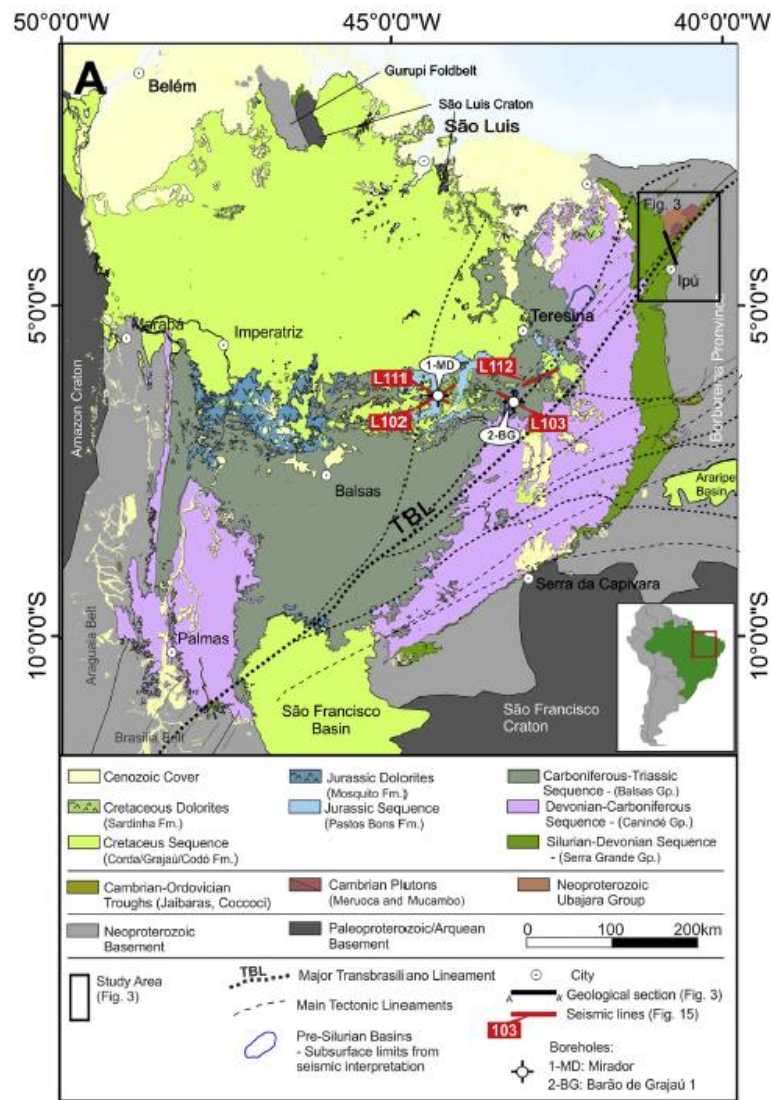 50°0'0"W
45°0'0"W
40°0'0"W
A
Belém
Gurupi Foldbelt
São Luis Craton
São Luis
Fig. 3
Ipú
5°0'0"S
5°0'0"S
Marabá
Imperatriz
Teresina
1-MD
L111
L112
L102
L103
2-BG
Amazon Craton
Borborema Pronvince
Balsas
TBL
Araripe
Basin
Serra da Capivara
10°0'0"S
10°0'0"S
Araguaia Belt
Palmas
São Francisco
Basin
São Francisco
Craton
Brasília Belt
Cenozoic Cover
Cretaceous Dolorites
(Sardinha Fm.)
Cretaceus Sequence
(Corda/Grajaú/Codó Fm.)
Jurassic Dolorites
(Mosquito Fm.)
Jurassic Sequence
(Pastos Bons Fm.)
Carboniferous-Triassic
Sequence - (Balsas Gp.)
Devonian-Carboniferous
Sequence - (Canindé Gp.)
Silurian-Devonian Sequence
- (Serra Grande Gp.)
Cambrian-Ordovician
Troughs (Jaibaras, Coccoci)
Cambrian Plutons
(Meruoca and Mucambo)
Neoproterozoic
Ubajara Group
Neoproterozoic
Basement
Paleoproterozoic/Arquean
Basement
0 100 200km
Study Area
(Fig. 3)
TBL
Major Transbrasiliano Lineament
Main Tectonic Lineaments
Pre-Silurian Basins
- Subsurface limits from
seismic interpretation
City
A A'
Geological section (Fig. 3)
103
Seismic lines (Fig. 15)
Boreholes:
1-MD: Mirador
2-BG: Barão de Grajaú 1